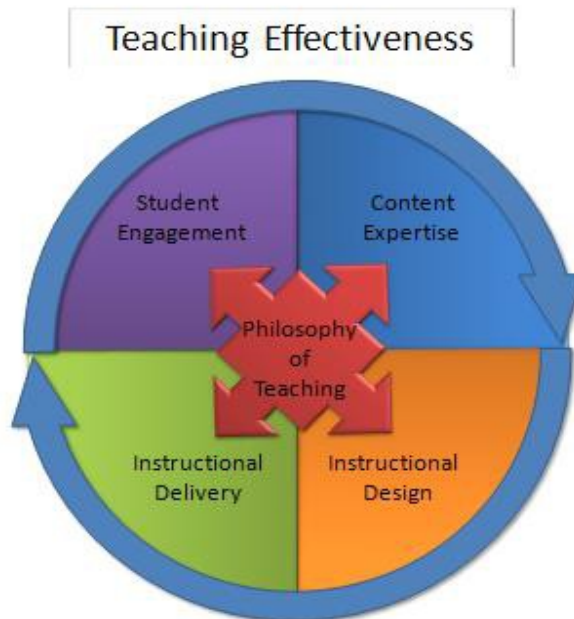 Teaching Effectiveness
Student
Engagement
Content
Expertise
Philosophy
of
Teaching
Instructional
Delivery
Instructional
Design